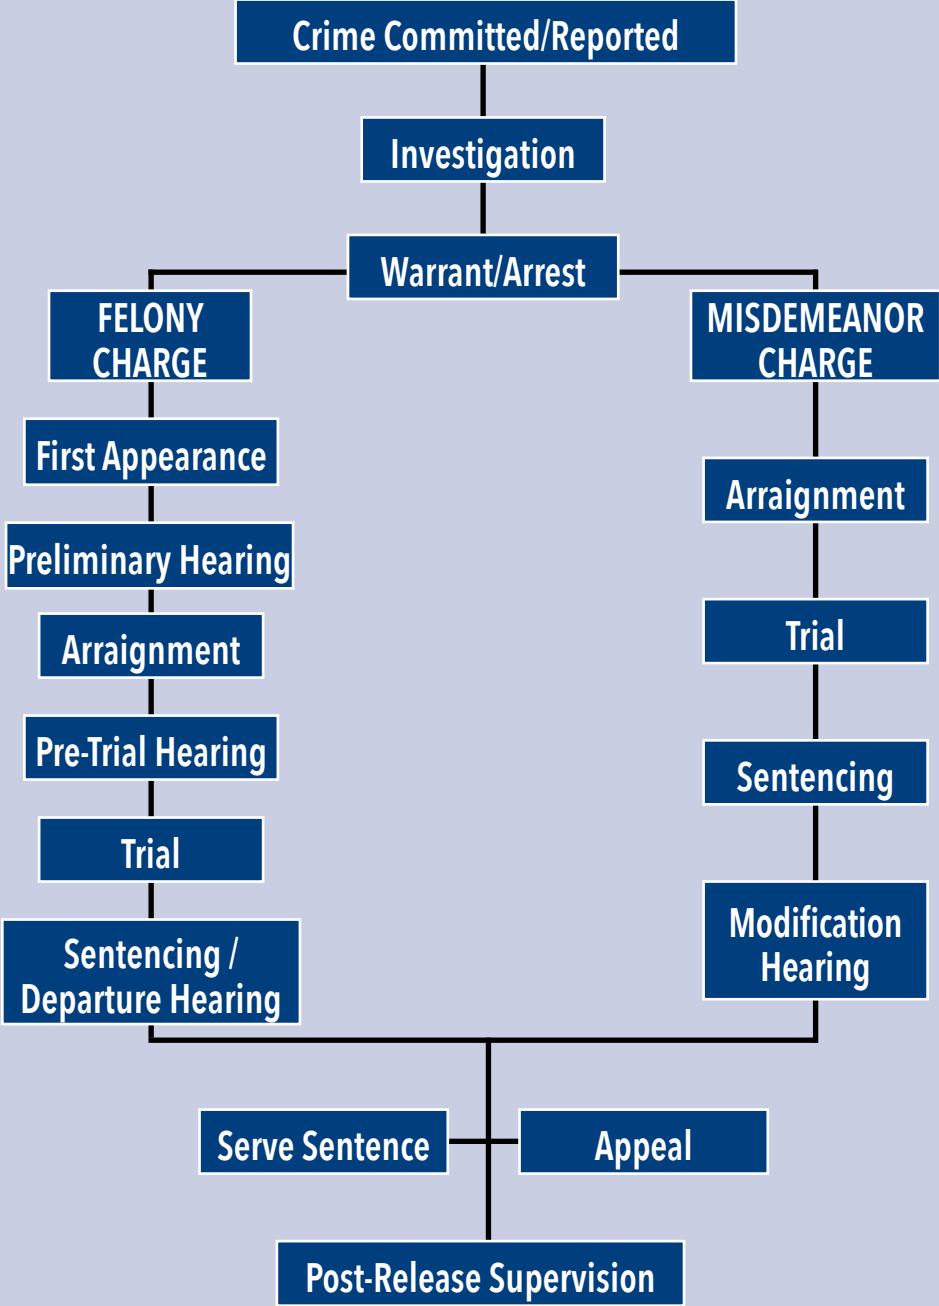 Crime Committed/Reported
Investigation
Warrant/Arrest
FELONY
CHARGE
First Appearance
Preliminary Hearing
Arraignment
Pre-Trial Hearing
Trial
Sentencing /
Departure Hearing
MISDEMEANOR
CHARGE
Arraignment
Trial
Sentencing
Modification
Hearing
Serve Sentence
Appeal
Post-Release Supervision